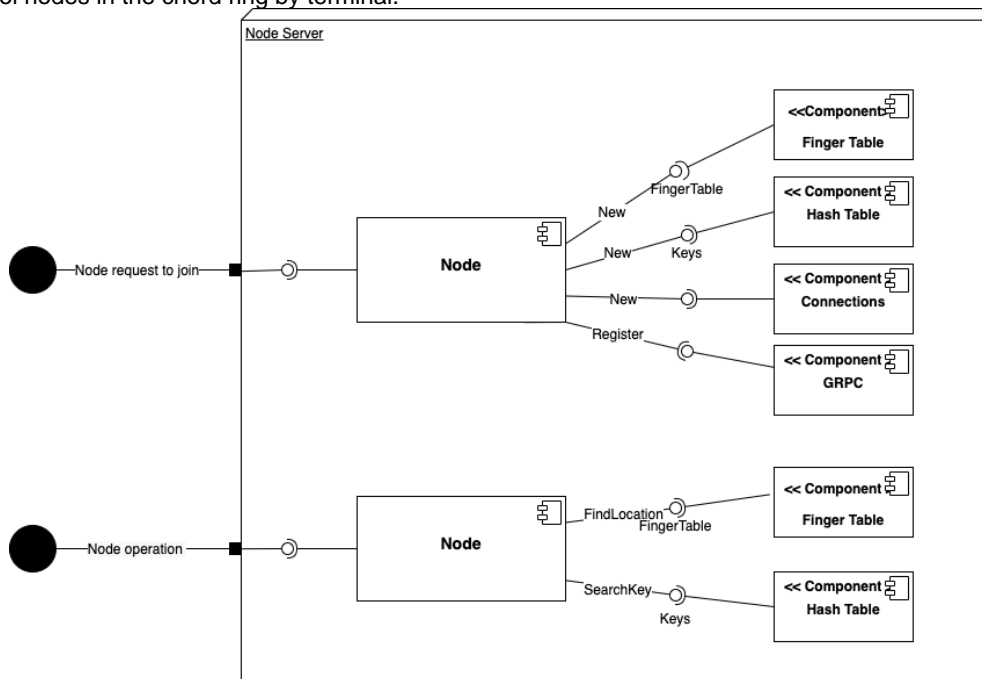 nodes in the chord ring by terminal.
Node Server
<<Component>
Finger Table
FingerTable
New
<< Component
Hash Table
New
Keys
Node request to join
Node
<< Component
Connections
New
Register
<< Component
GRPC
<< Component
Finger Table
FindLocation
FingerTable
Node operation
Node
SearchKey
Keys
<< Component
Hash Table